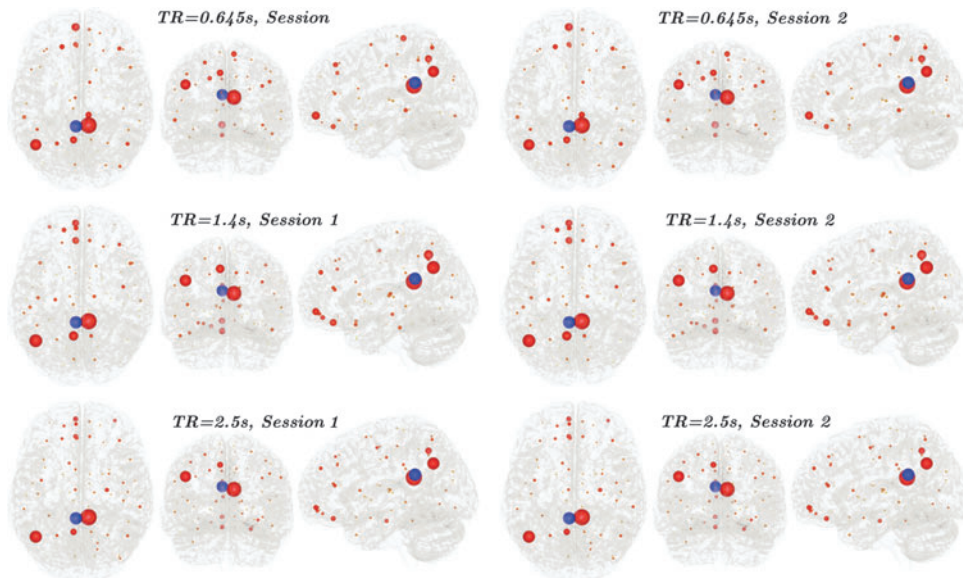 TR=0.645s, Session
TR=0.645s, Session 2
TR=1.4s, Session 1
TR=1.4s, Session 2
TR=2.5s, Session 1
TR=2.5s, Session 2